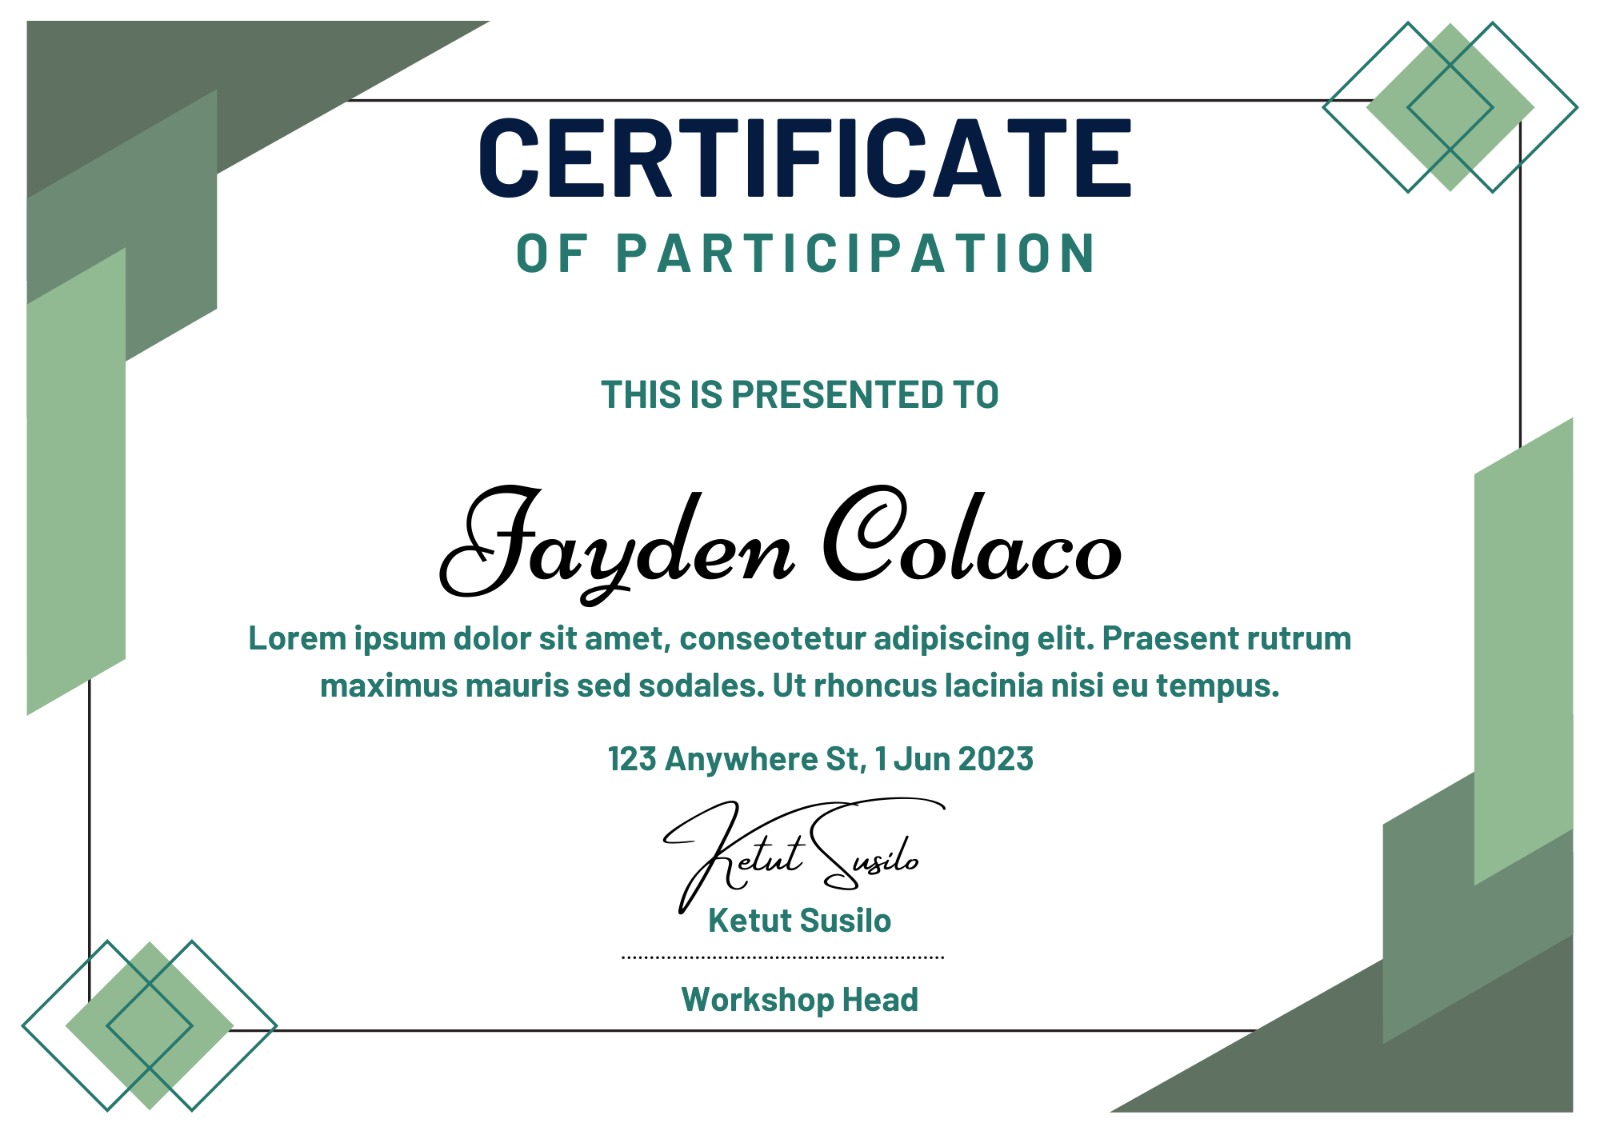 CERTIFICATE
OF PARTICIPATION
THIS IS PRESENTED TO
Jayden Colaco
Lorem ipsum dolor sit amet, conseotetur adipiscing elit. Praesent rutrum
maximus mauris sed sodales. Ut rhoncus lacinia nisi eu tempus.
123 Anywhere St, 1 Jun 2023
Ketut Susilo
Ketut Susilo
Workshop Head